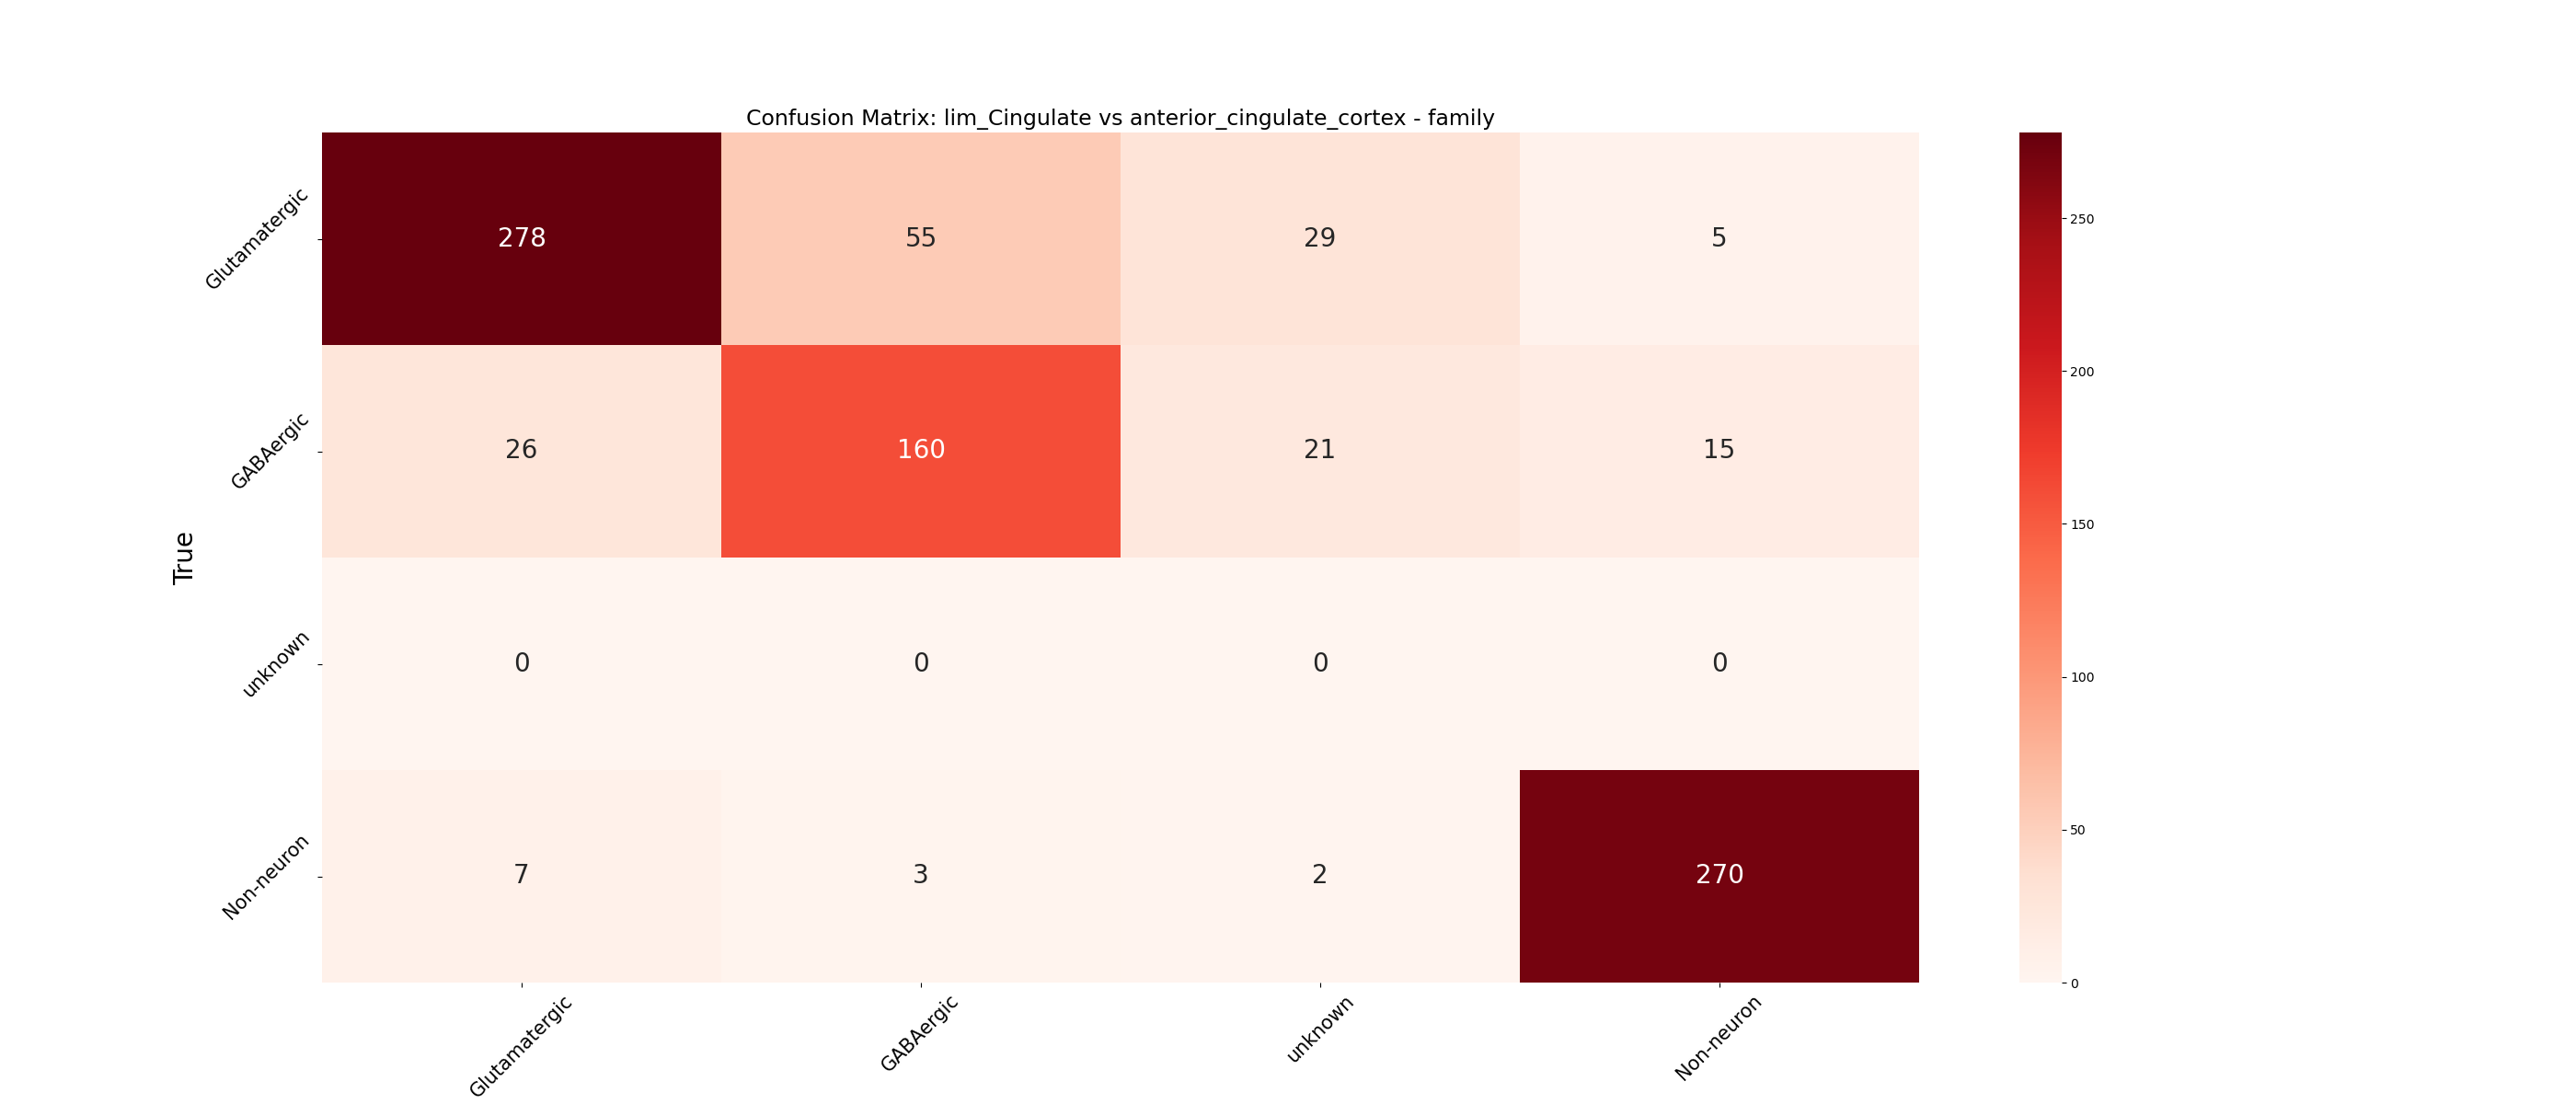 Confusion Matrix: lim_Cingulate vs anterior_cingulate_cortex - family
True
Glutamatergic
278 55 29 5
GABAergic
26 160 21 15
unknown
0 0 0 0
Non-neuron
7 3 2 270
Glutamatergic GABAergic unknown Non-neuron
250
200
150
100
50
0